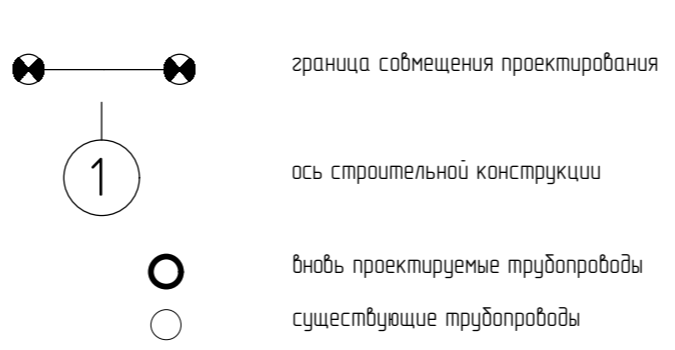 граница совмещения проектирования
1
ось строительной конструкции
вновь проектируемые трубопроводы
существующие трубопроводы